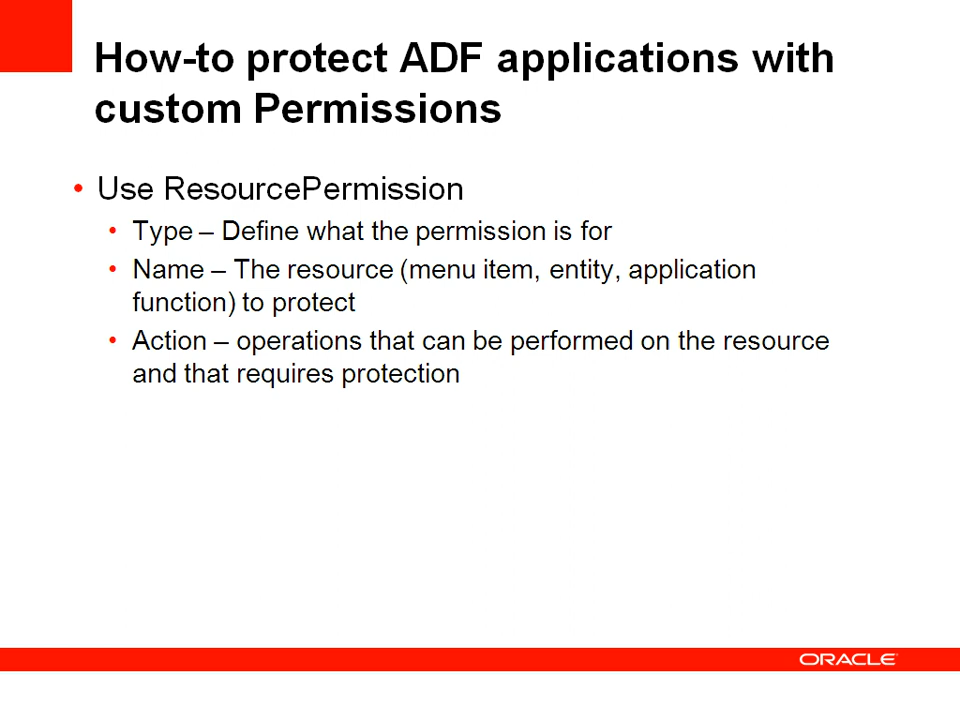 How-to protect ADF applications with
custom Permissions
• Use ResourcePermission
• Type – Define what the permission is for
• Name – The resource (menu item, entity, application
function) to protect
• Action – operations that can be performed on the resource
and that requires protection
ORACLE